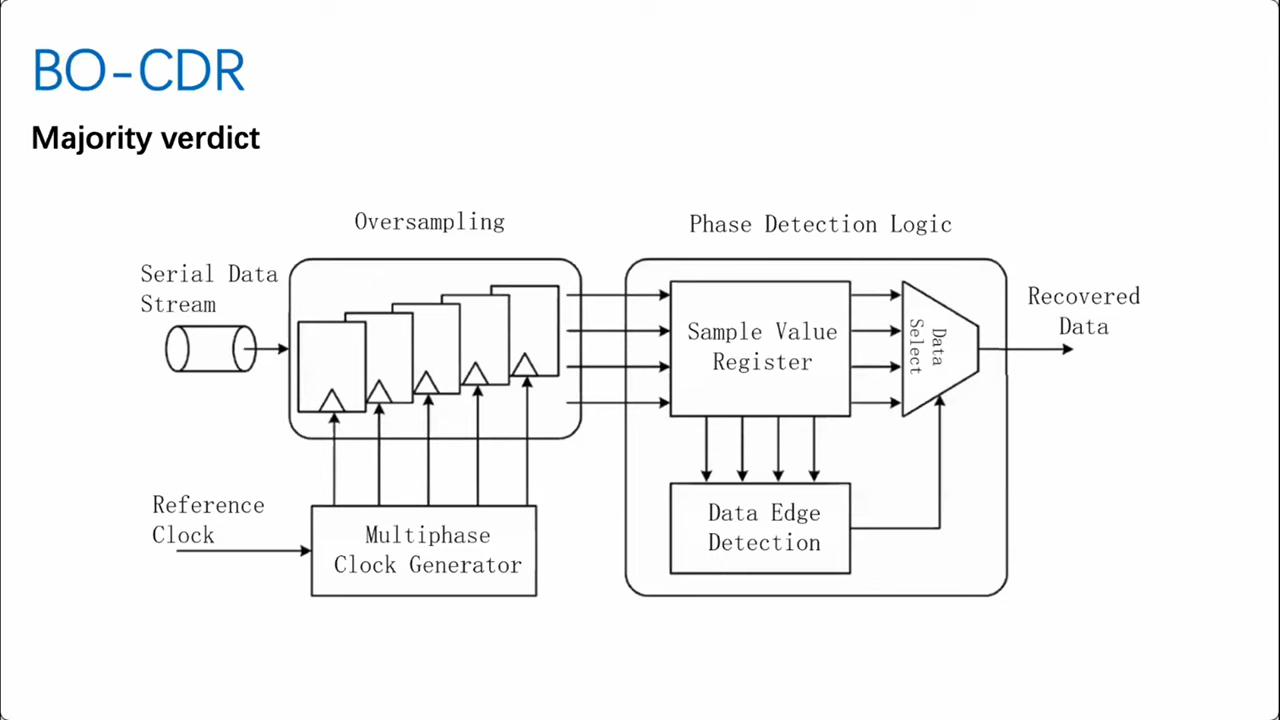 BO-CDR
Majority verdict
Oversampling
Phase Detection Logic
Serial Data
Stream
Sample Value
Register
Data
Select
Recovered
Data
Reference
Clock
Multiphase
Clock Generator
Data Edge
Detection